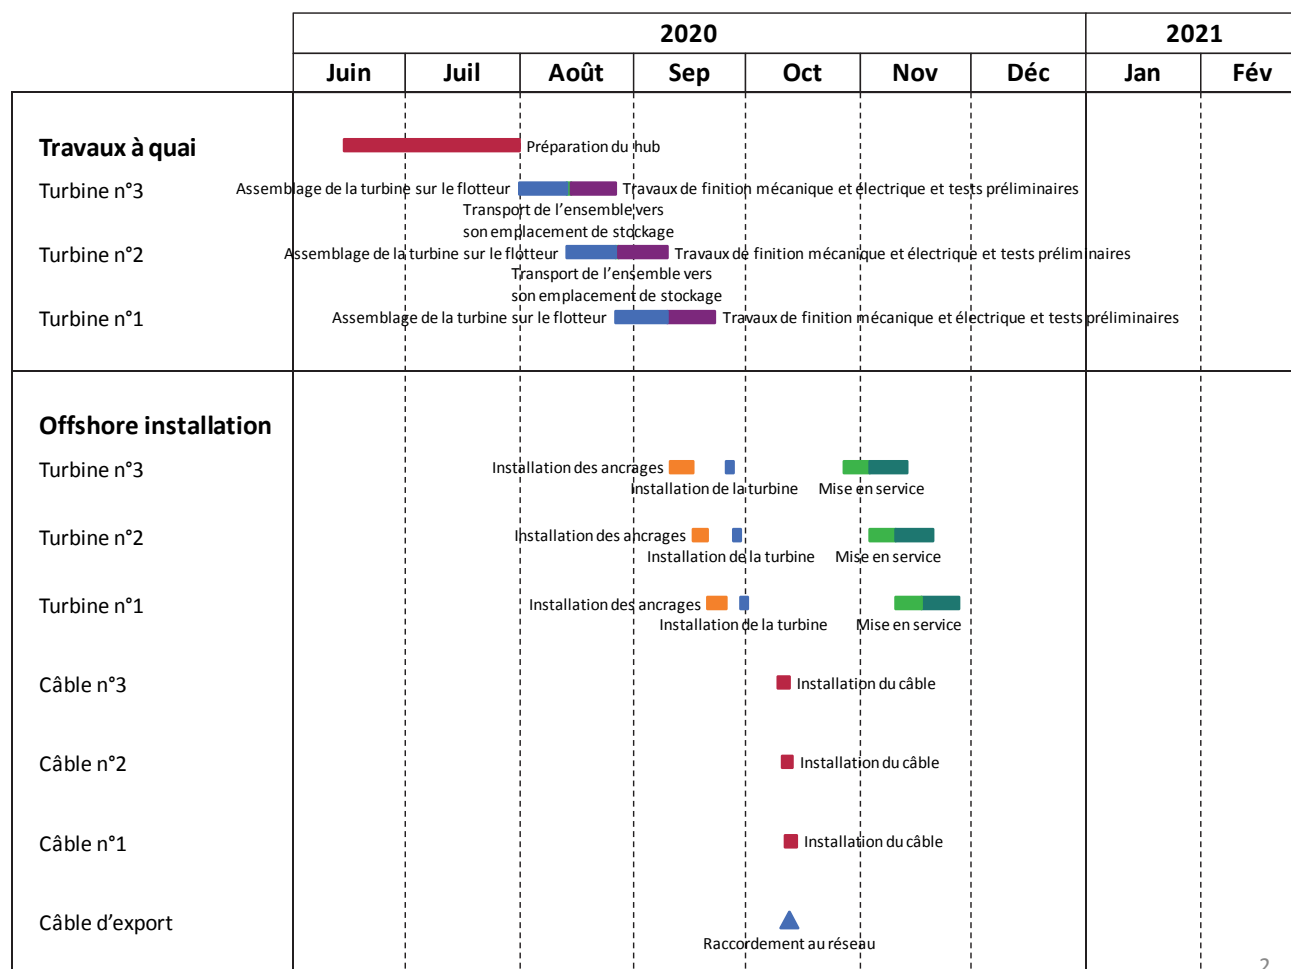 2020 2021
Juin Juil Août Sep Oct Nov Déc Jan Fév
Travaux à quai
Préparation du hub
Turbine n°3 Assemblage de la turbine sur le flotteur Travaux de finition mécanique et électrique et tests préliminaires
Transport de l’ensemble vers
son emplacement de stockage
Turbine n°2 Assemblage de la turbine sur le flotteur Travaux de finition mécanique et électrique et tests préliminaires
Transport de l’ensemble vers
son emplacement de stockage
Turbine n°1 Assemblage de la turbine sur le flotteur Travaux de finition mécanique et électrique et tests préliminaires
Offshore installation
Turbine n°3 Installation des ancrages
Installation de la turbine Mise en service
Turbine n°2 Installation des ancrages
Installation de la turbine Mise en service
Turbine n°1 Installation des ancrages
Installation de la turbine Mise en service
Câble n°3 Installation du câble
Câble n°2 Installation du câble
Câble n°1 Installation du câble
Câble d’export
Raccordement au réseau
2